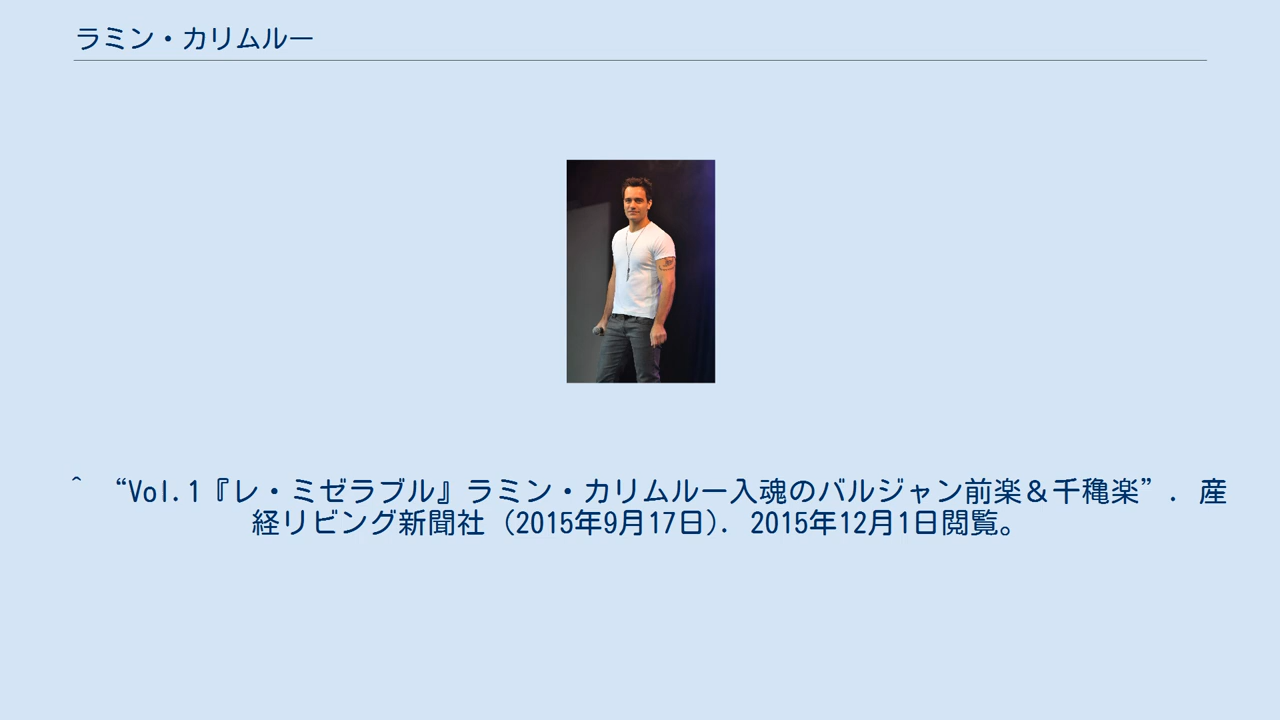 ラミン・カリムルー
^ “Vol.1『レ・ミゼラブル』ラミン・カリムルー入魂のバルジャン前楽＆千穐楽”. 産
経リビング新聞社 (2015年9月17日). 2015年12月1日閲覧。